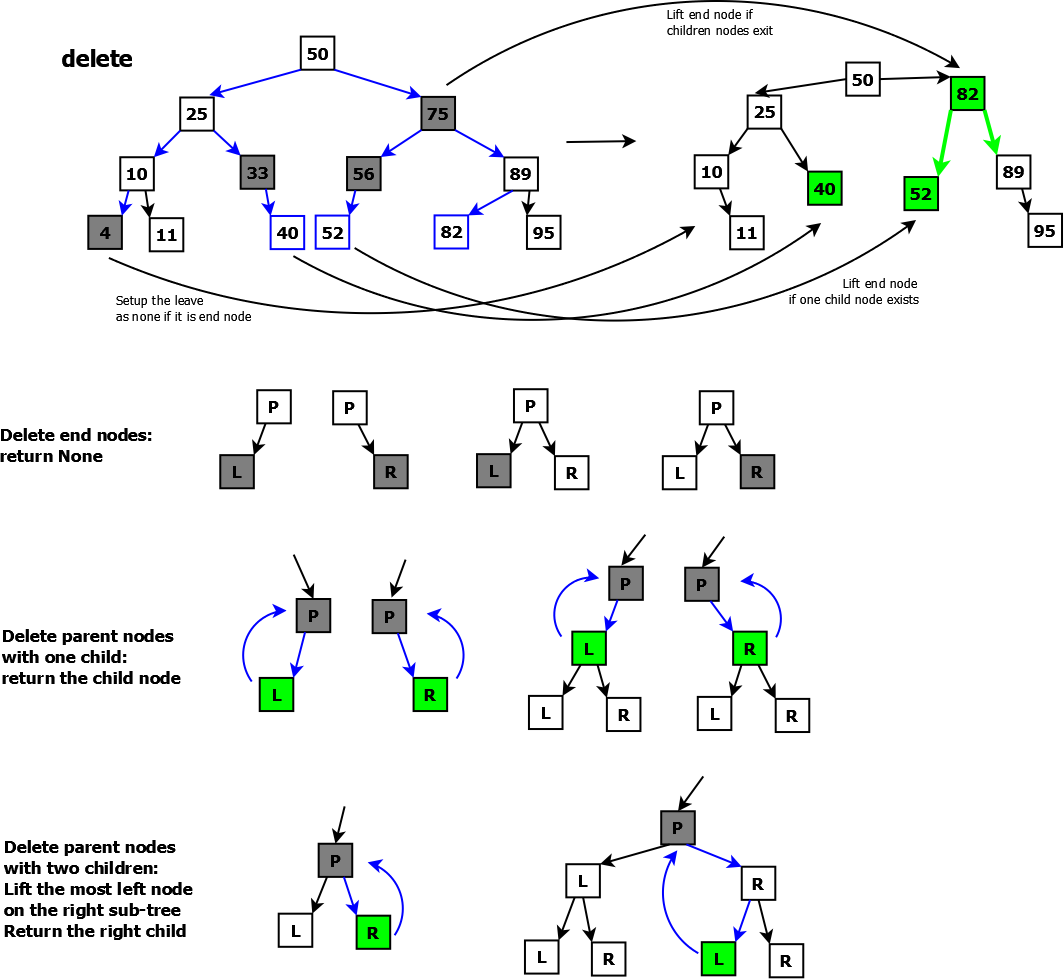 Lift end node if
children nodes exit
delete
50
50
82
75
25
25
10
33
56
89
10
40
52
89
4
11
40
52
82
95
11
95
Setup the leave
as none if it is end node
Lift end node
if one child node exists
P
P
P
P
Delete end nodes:
return None
L
R
L
R
L
R
P
P
P
P
Delete parent nodes
with one child:
return the child node
L
R
L
R
L
R
L
R
P
P
Delete parent nodes
with two children:
Lift the most left node
on the right sub-tree
Return the right child
L
R
L
R
L
R
L
R